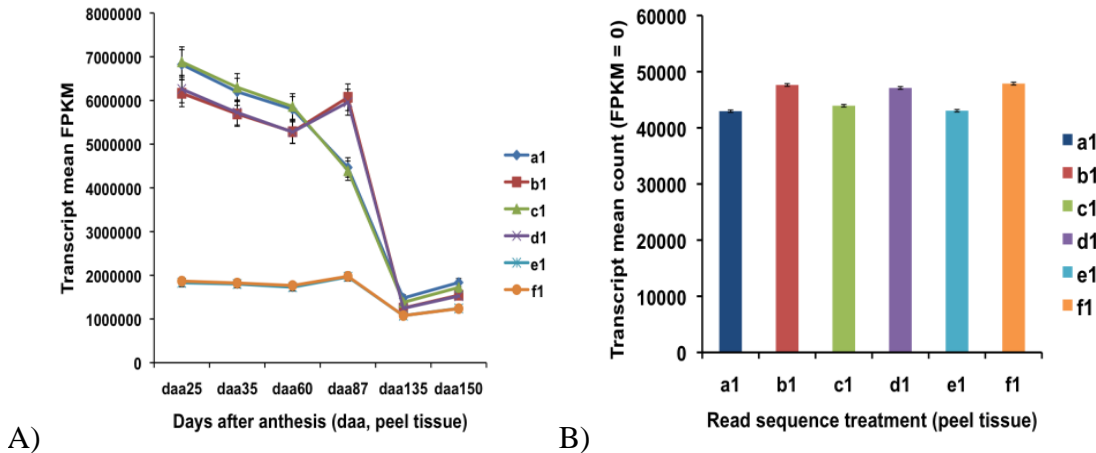 8000000
7000000
6000000
5000000
4000000
3000000
2000000
1000000
0
Transcript mean FPKM
daa25 daa35 daa60 daa87 daa135 daa150
Days after anthesis (daa, peel tissue)
a1
b1
c1
d1
e1
f1
A)
60000
50000
40000
30000
20000
10000
0
Transcript mean count (FPKM = 0)
a1 b1 c1 d1 e1 f1
Read sequence treatment (peel tissue)
a1
b1
c1
d1
e1
f1
B)